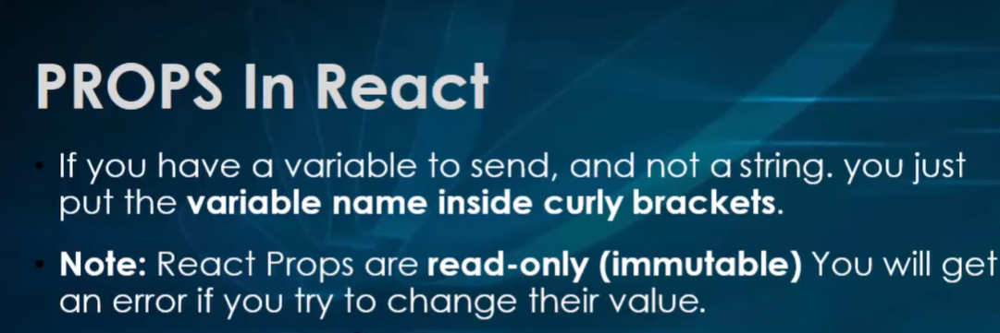 PROPS In React
• If you have a variable to send, and not a string. you just
put the variable name inside curly brackets.
• Note: React Props are read-only (immutable) You will get
an error if you try to change their value.